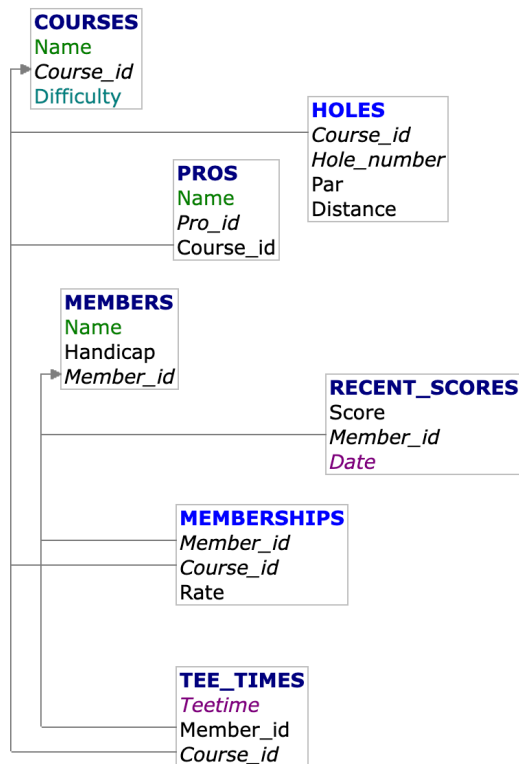 COURSES
Name
Course_id
Difficulty
HOLES
Course_id
Hole_number
Par
Distance
PROS
Name
Pro_id
Course_id
MEMBERS
Name
Handicap
Member_id
RECENT_SCORES
Score
Member_id
Date
MEMBERSHIPS
Member_id
Course_id
Rate
TEE_TIMES
Teetime
Member_id
Course_id